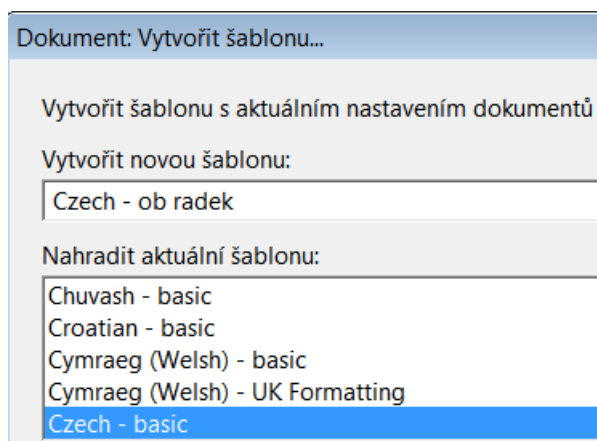 Dokument: Vytvořit šablonu...
Vytvořit šablonu s aktuálním nastavením dokumentů
Vytvořit novou šablonu:
Czech - ob radek
Nahradit aktuální šablonu:
Chuvash - basic
Croatian - basic
Cymraeg (Welsh) - basic
Cymraeg (Welsh) - UK Formatting
Czech - basic